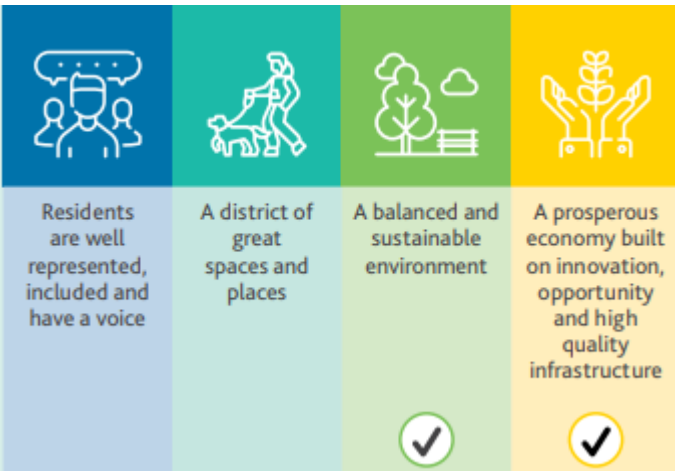 Residents
are well
represented,
included and
have a voice
A district of
great
spaces and
places
A balanced and
sustainable
environment
A prosperous
economy built
on innovation,
opportunity
and high
quality
infrastructure